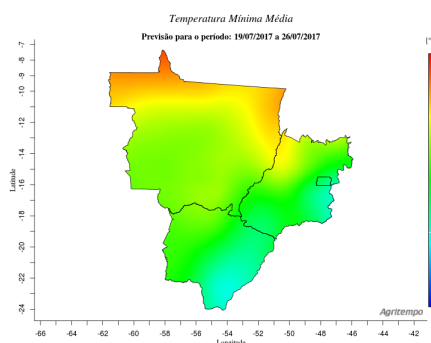 Temperatura Mínima Média
Previsão para o período: 19/07/2017 a 26/07/2017
[°
-7
-8
-9
-10
-12
-14
-16
-18
-20
-22
-24
Latitude
Agritempo
-66 -64 -62 -60 -58 -56 -54 -52 -50 -48 -46 -44 -42
Longitude